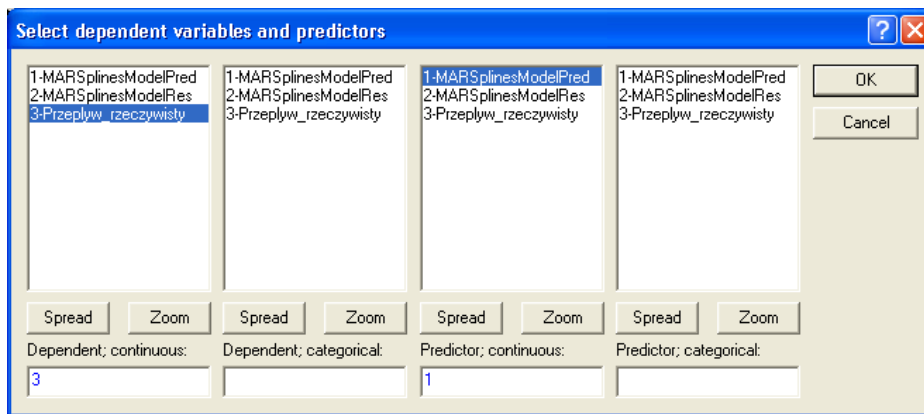 Select dependent variables and predictors
1-MARSplinesModelPred
2-MARSplinesModelRes
3-Przeplyw_rzeczywisty
1-MARSplinesModelPred
2-MARSplinesModelRes
3-Przeplyw_rzeczywisty
1-MARSplinesModelPred
2-MARSplinesModelRes
3-Przeplyw_rzeczywisty
1-MARSplinesModelPred
2-MARSplinesModelRes
3-Przeplyw_rzeczywisty
OK
Cancel
Spread Zoom Spread Zoom Spread Zoom Spread Zoom
Dependent; continuous: Dependent; categorical: Predictor; continuous: Predictor; categorical:
3 1